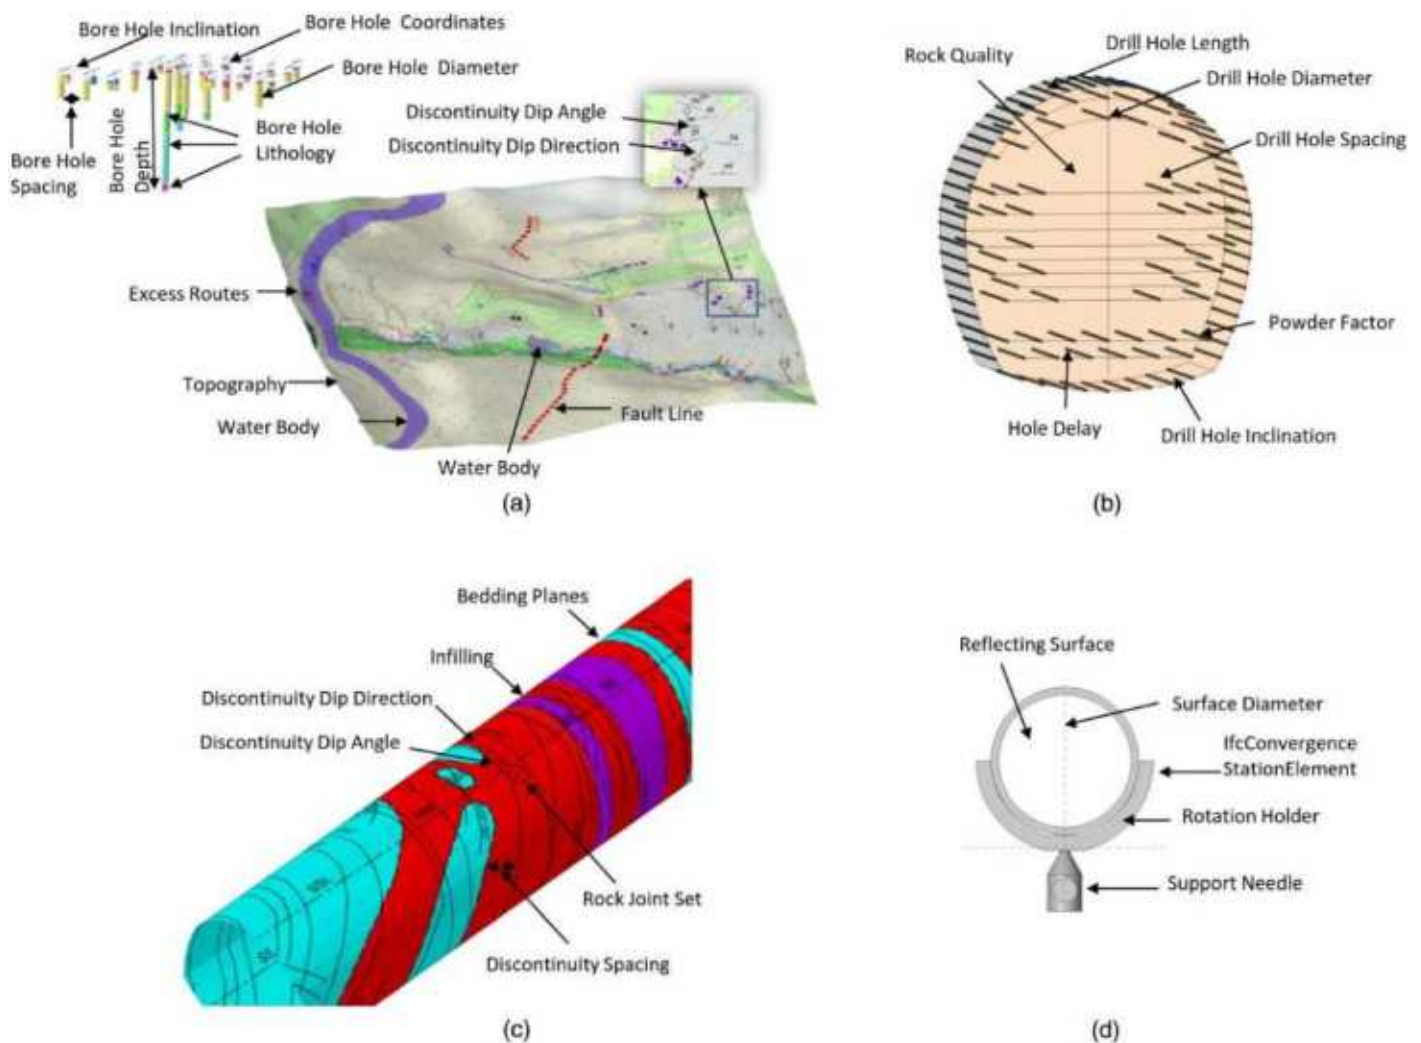 Bore Hole Inclination
Bore Hole Coordinates
Bore Hole Diameter
Bore Hole
Lithology
Bore Hole
Spacing
Bore Hole
Depth
Discontinuity Dip Angle
Discontinuity Dip Direction
Excess Routes
Topography
Water Body
Water Body
Fault Line
(a)
Rock Quality
Drill Hole Length
Drill Hole Diameter
Drill Hole Spacing
Powder Factor
Hole Delay
Drill Hole Inclination
(b)
Bedding Planes
Infilling
Discontinuity Dip Direction
Discontinuity Dip Angle
Rock Joint Set
Discontinuity Spacing
(c)
Reflecting Surface
Surface Diameter
IfcConvergence
StationElement
Rotation Holder
Support Needle
(d)